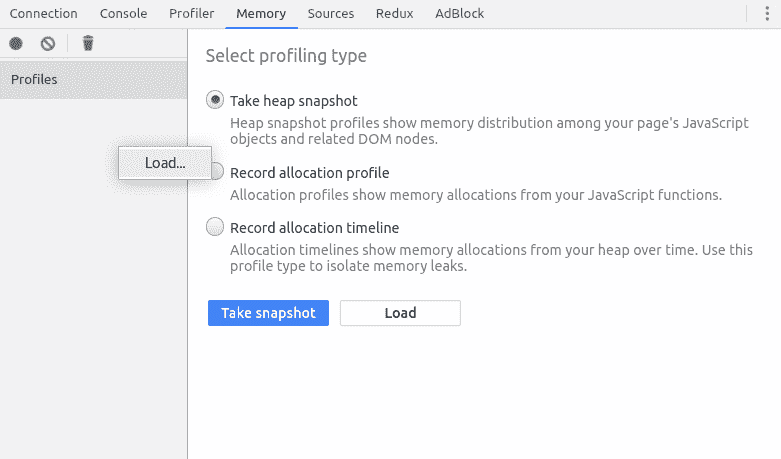 Connection Console Profiler Memory Sources Redux AdBlock
Profiles
Load...
Select profiling type
Take heap snapshot
Heap snapshot profiles show memory distribution among your page's JavaScript
objects and related DOM nodes.
Record allocation profile
Allocation profiles show memory allocations from your JavaScript functions.
Record allocation timeline
Allocation timelines show memory allocations from your heap over time. Use this
profile type to isolate memory leaks.
Take snapshot Load